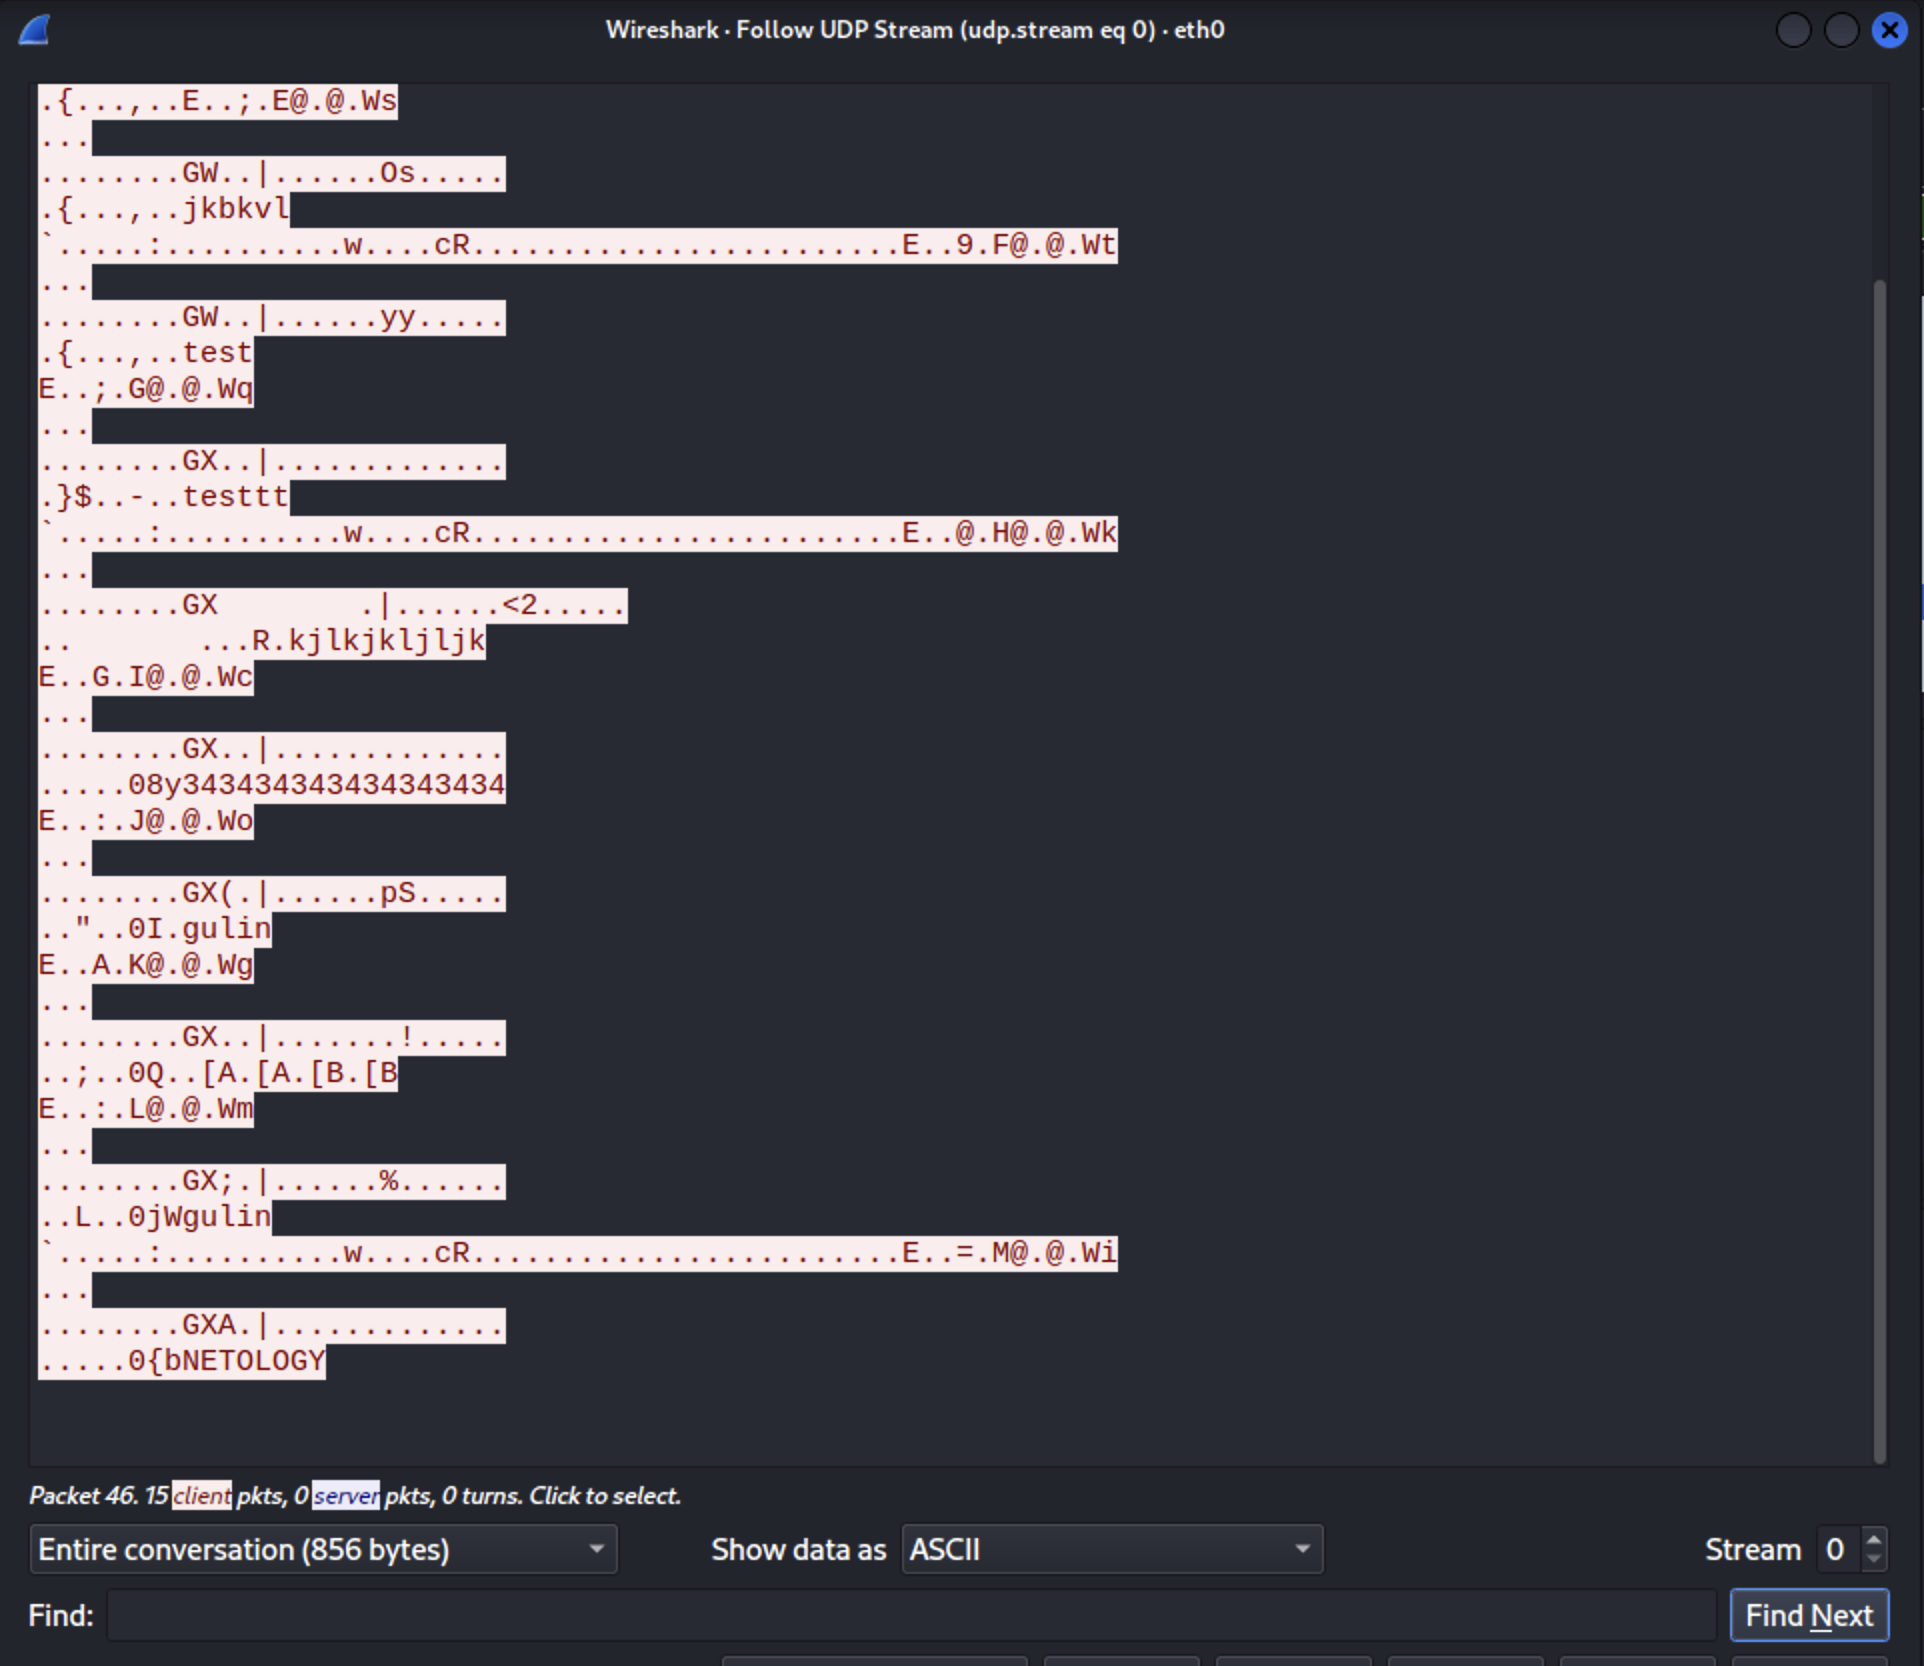 Wireshark · Follow UDP Stream (udp.stream eq 0) · eth0
.{...,..E..;.E@.@.Ws
...
........GW..|......Os.....
.{...,..jkbkvl
`.....:..........w....cR........................E..9.F@.@.Wt
...
........GW..|......yy.....
.{...,..test
E..;.G@.@.Wq
...
........GX..|.............
.}$..-..testtt
`.....:..........w....cR........................E..@.H@.@.Wk
...
........GX        .|......<2.....
..       ...R.kjlkjkljljk
E..G.I@.@.Wc
...
........GX..|.............
.....08y343434343434343434
E..:.J@.@.Wo
...
........GX(.|......pS.....
.."..0I.gulin
E..A.K@.@.Wg
...
........GX..|.......!.....
..;..0Q..[A.[A.[B.[B
E..:.L@.@.Wm
...
........GX;.|......%......
..L..0jWgulin
`.....:..........w....cR........................E..=.M@.@.Wi
...
........GXA.|.............
.....0{bNETOLOGY
Packet 46. 15 client pkts, 0 server pkts, 0 turns. Click to select.
Entire conversation (856 bytes) Show data as ASCII Stream 0
Find: Find Next